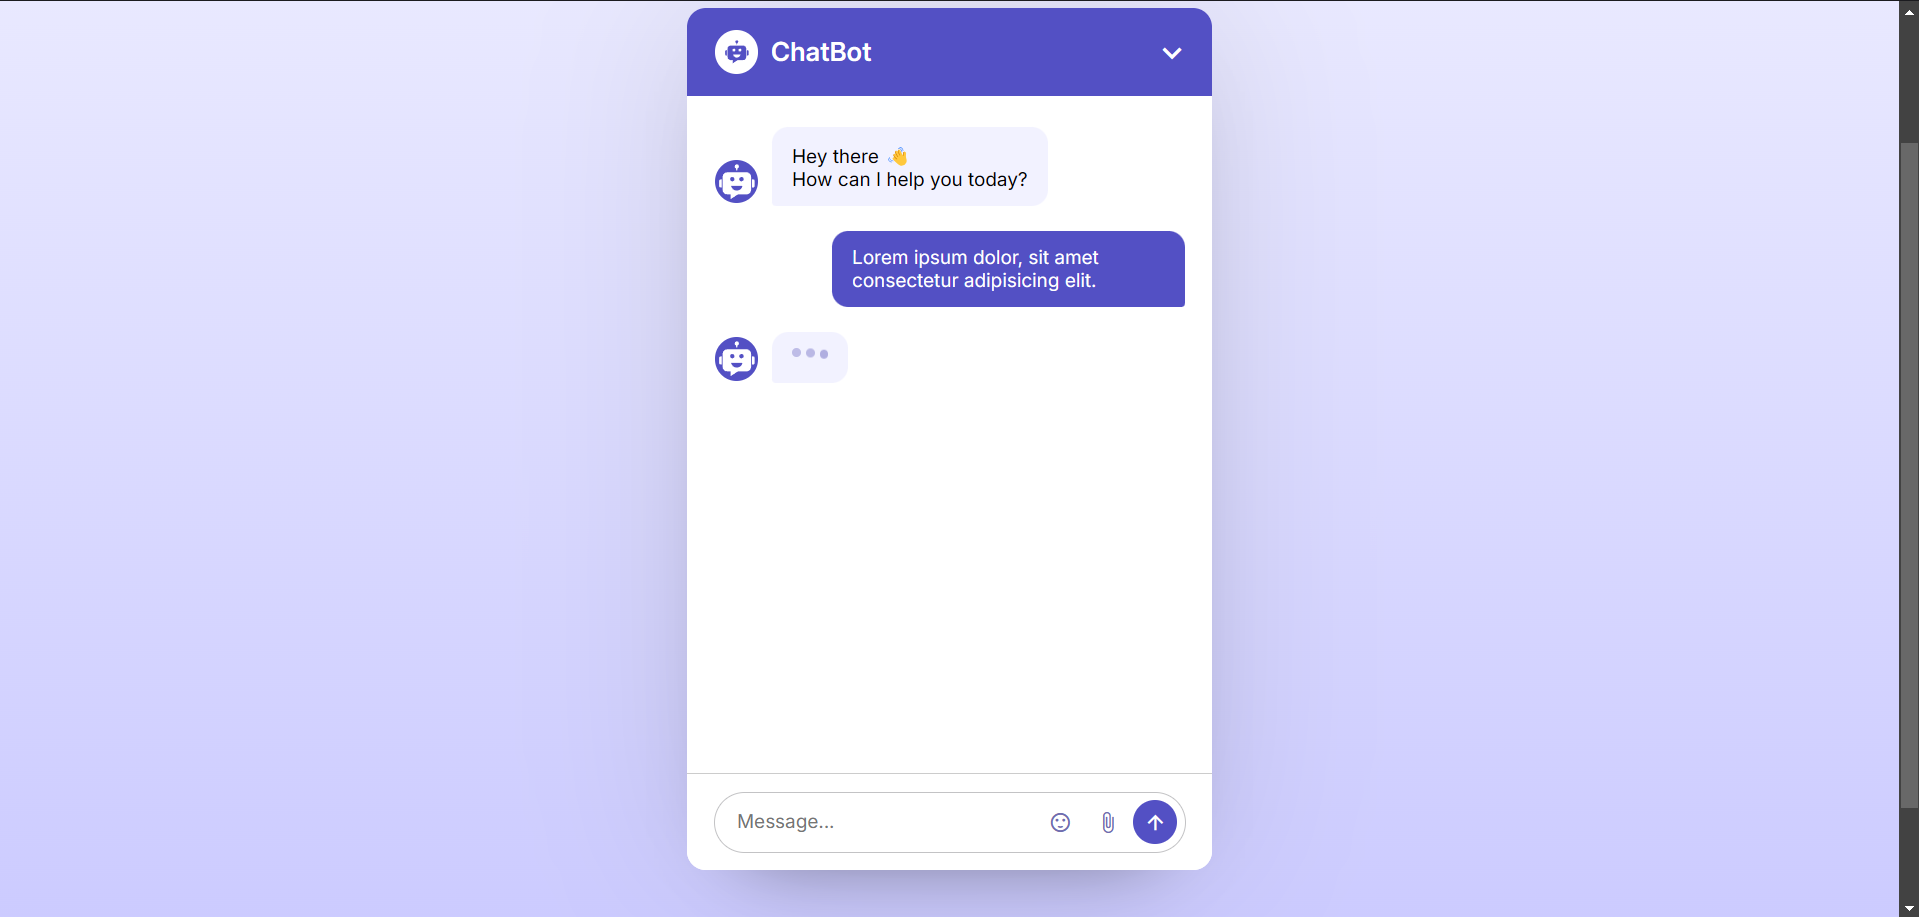 ChatBot
Hey there 👋
How can I help you today?
Lorem ipsum dolor, sit amet
consectetur adipisicing elit.
Message...